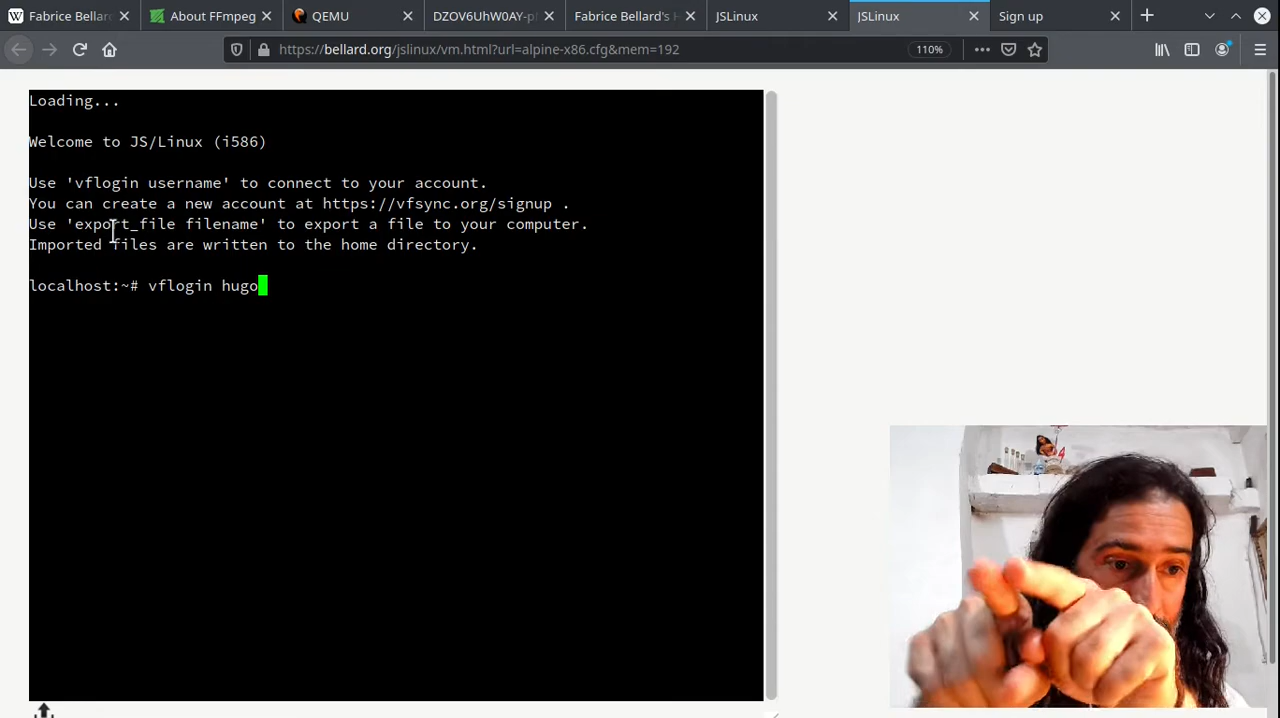 Fabrice Bellard
About FFmpeg
QEMU
DZOV6UhW0AY-p
Fabrice Bellard's H
JSLinux
JSLinux
Sign up
https://bellard.org/jslinux/vm.html?url=alpine-x86.cfg&mem=192
110%
Loading...
Welcome to JS/Linux (i586)
Use 'vflogin username' to connect to your account.
You can create a new account at https://vfsync.org/signup .
Use 'export_file filename' to export a file to your computer.
Imported files are written to the home directory.
localhost:~# vflogin hugo